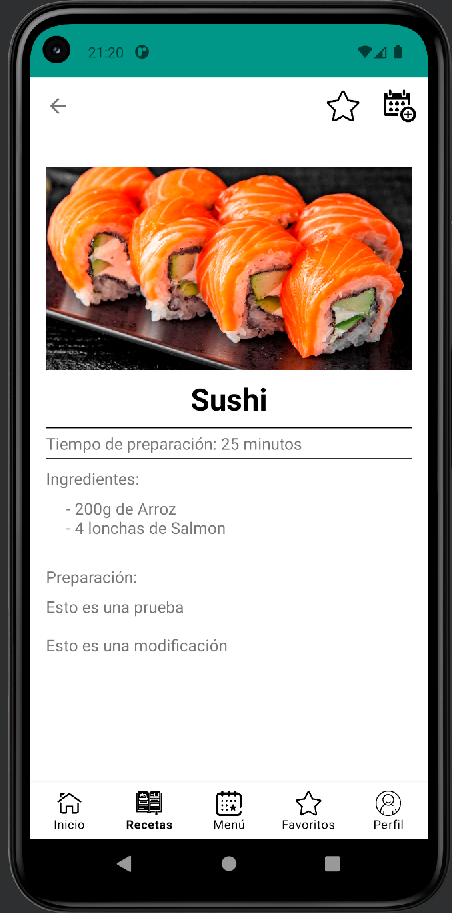 21:20
Sushi
Tiempo de preparación: 25 minutos
Ingredientes:
- 200g de Arroz
- 4 lonchas de Salmon
Preparación:
Esto es una prueba
Esto es una modificación
Inicio Recetas Menú Favoritos Perfil